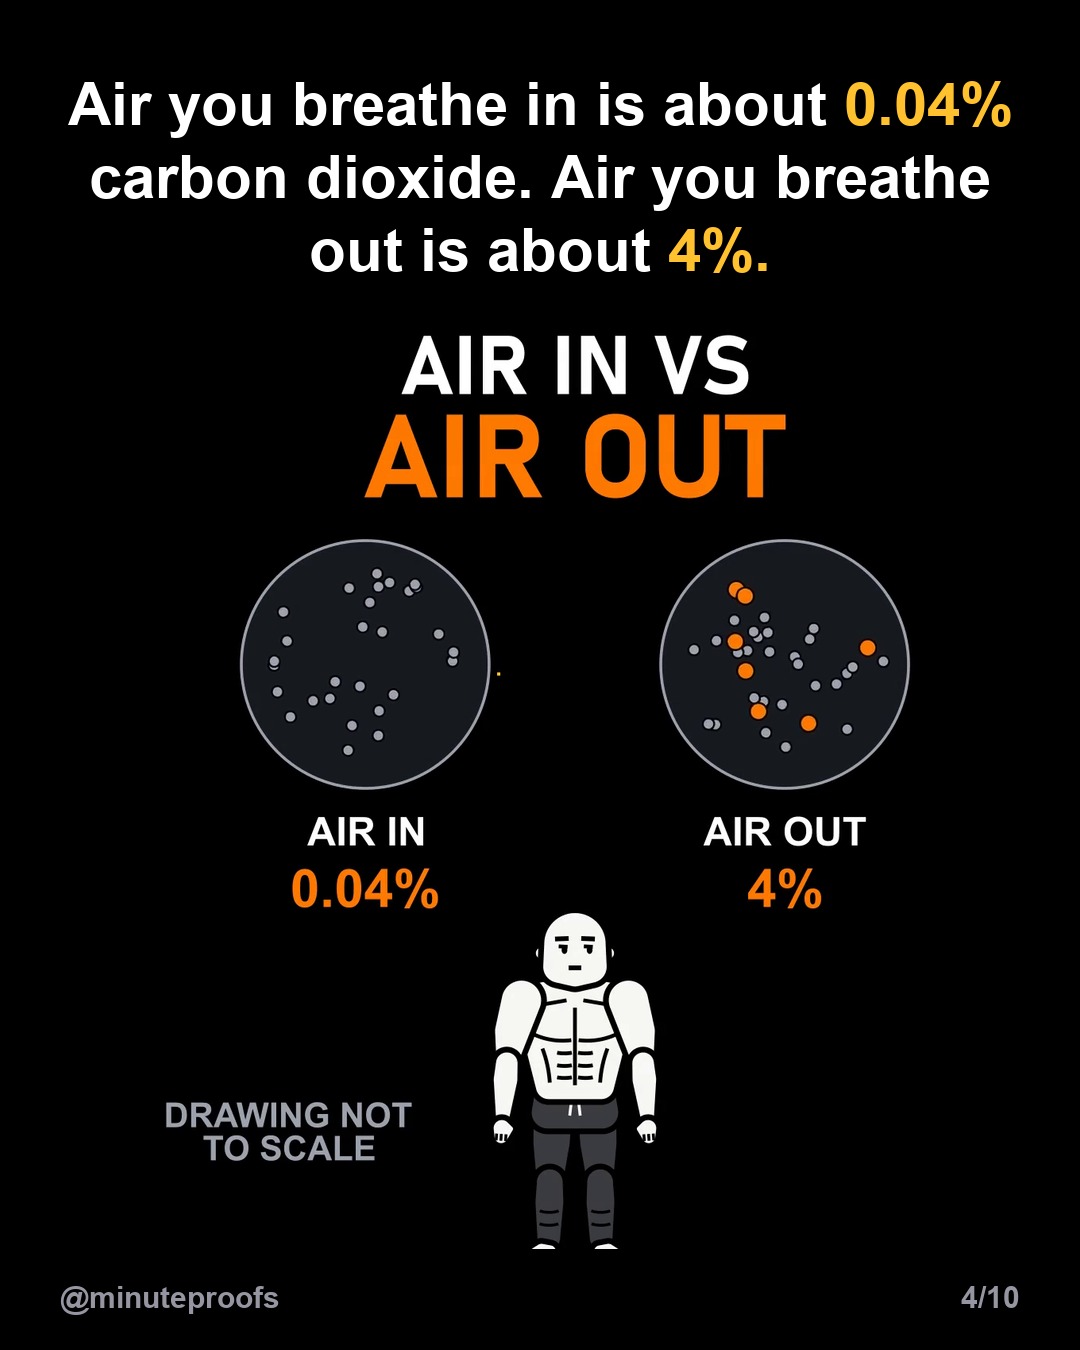 Air you breathe in is about 0.04%
carbon dioxide. Air you breathe
out is about 4%.
AIR IN VS
AIR OUT
AIR IN
0.04%
AIR OUT
4%
DRAWING NOT
TO SCALE
@minuteproofs
4/10